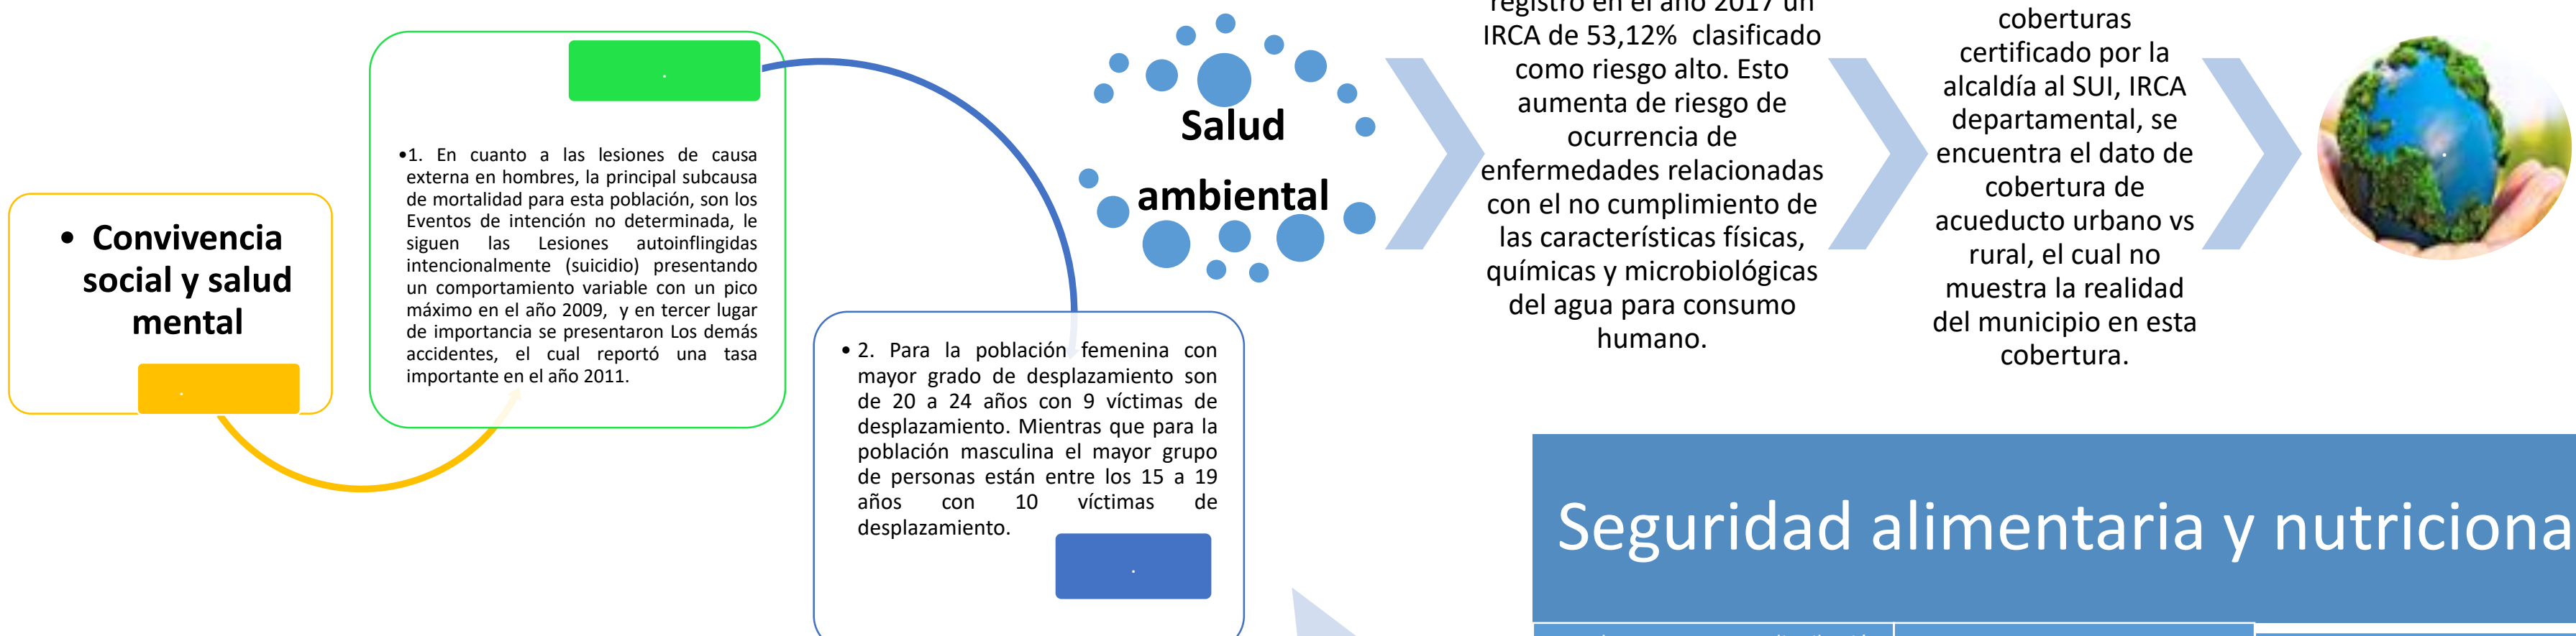 • Convivencia
social y salud
mental
•1. En cuanto a las lesiones de causa
externa en hombres, la principal subcausa
de mortalidad para esta población, son los
Eventos de intención no determinada, le
siguen las Lesiones autoinflingidas
intencionalmente (suicidio) presentando
un comportamiento variable con un pico
máximo en el año 2009, y en tercer lugar
de importancia se presentaron Los demás
accidentes, el cual reportó una tasa
importante en el año 2011.
• 2. Para la población femenina con
mayor grado de desplazamiento son
de 20 a 24 años con 9 víctimas de
desplazamiento. Mientras que para la
población masculina el mayor grupo
de personas están entre los 15 a 19
años con 10 víctimas de
desplazamiento.
Salud
ambiental
registró en el año 2017 un
IRCA de 53,12% clasificado
como riesgo alto. Esto
aumenta de riesgo de
ocurrencia de
enfermedades relacionadas
con el no cumplimiento de
las características físicas,
químicas y microbiológicas
del agua para consumo
humano.
coberturas
certificado por la
alcaldía al SUI, IRCA
departamental, se
encuentra el dato de
cobertura de
acueducto urbano vs
rural, el cual no
muestra la realidad
del municipio en esta
cobertura.
Seguridad alimentaria y nutriciona